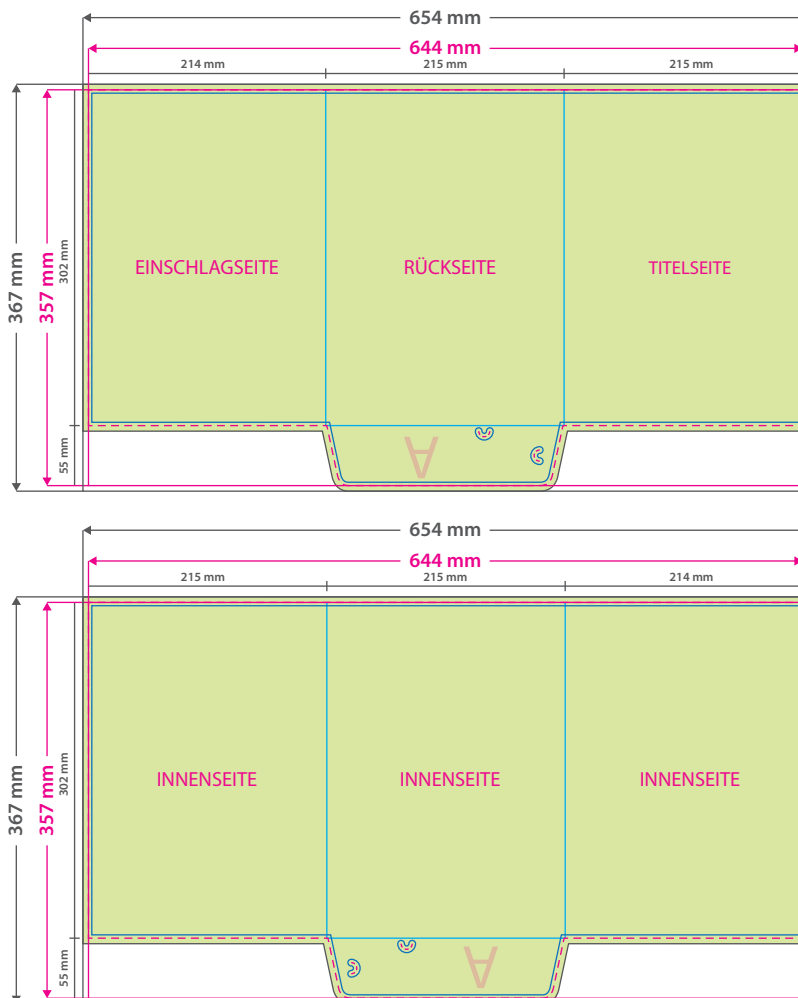 654 mm
644 mm
214 mm 215 mm 215 mm
367 mm
357 mm
302 mm
EINSCHLAGSEITE RÜCKSEITE TITELSEITE
55 mm
A
654 mm
644 mm
215 mm 215 mm 214 mm
367 mm
357 mm
302 mm
INNENSEITE INNENSEITE INNENSEITE
55 mm
A